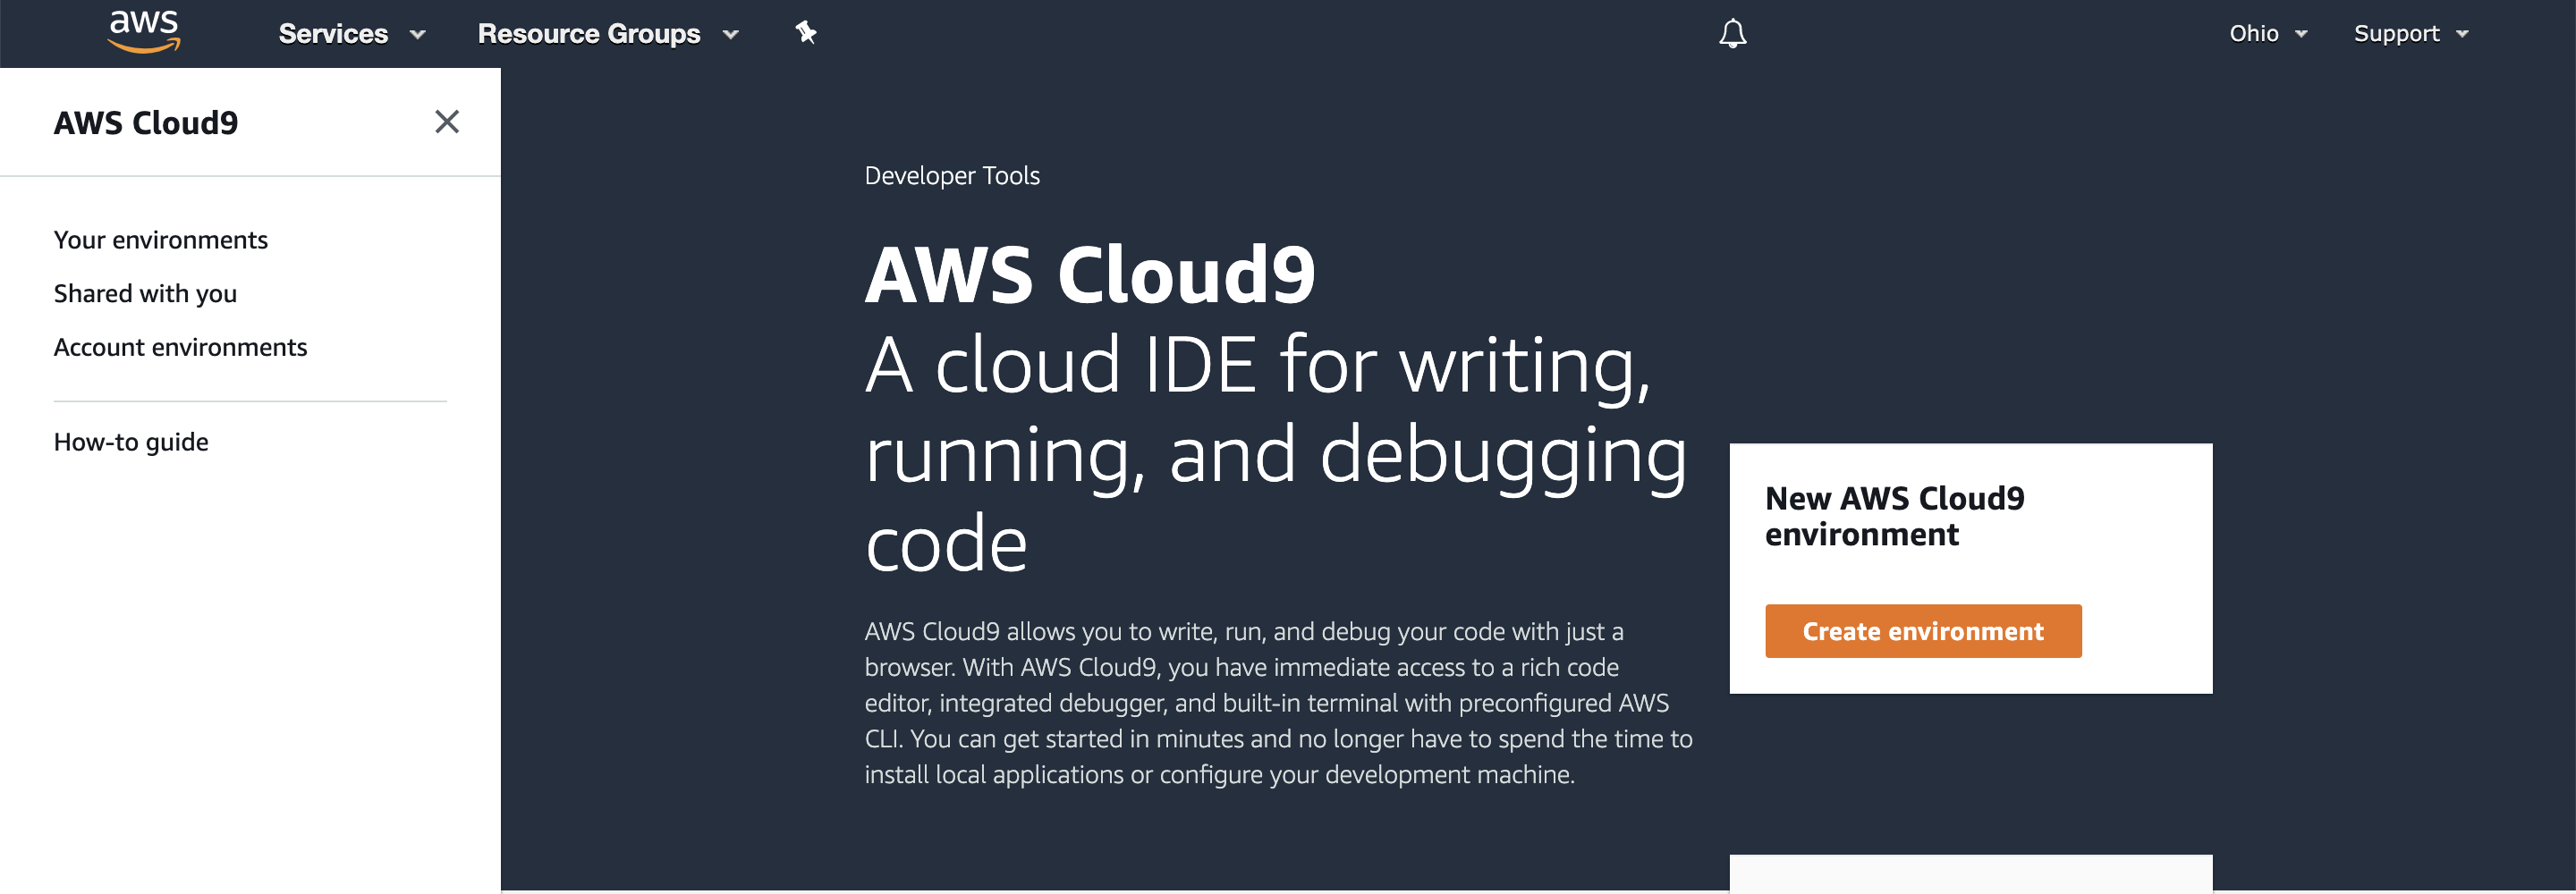 aws
Services
Resource Groups
Ohio
Support
AWS Cloud9
Your environments
Shared with you
Account environments
How-to guide
Developer Tools
AWS Cloud9
A cloud IDE for writing,
running, and debugging
code
AWS Cloud9 allows you to write, run, and debug your code with just a
browser. With AWS Cloud9, you have immediate access to a rich code
editor, integrated debugger, and built-in terminal with preconfigured AWS
CLI. You can get started in minutes and no longer have to spend the time to
install local applications or configure your development machine.
New AWS Cloud9
environment
Create environment